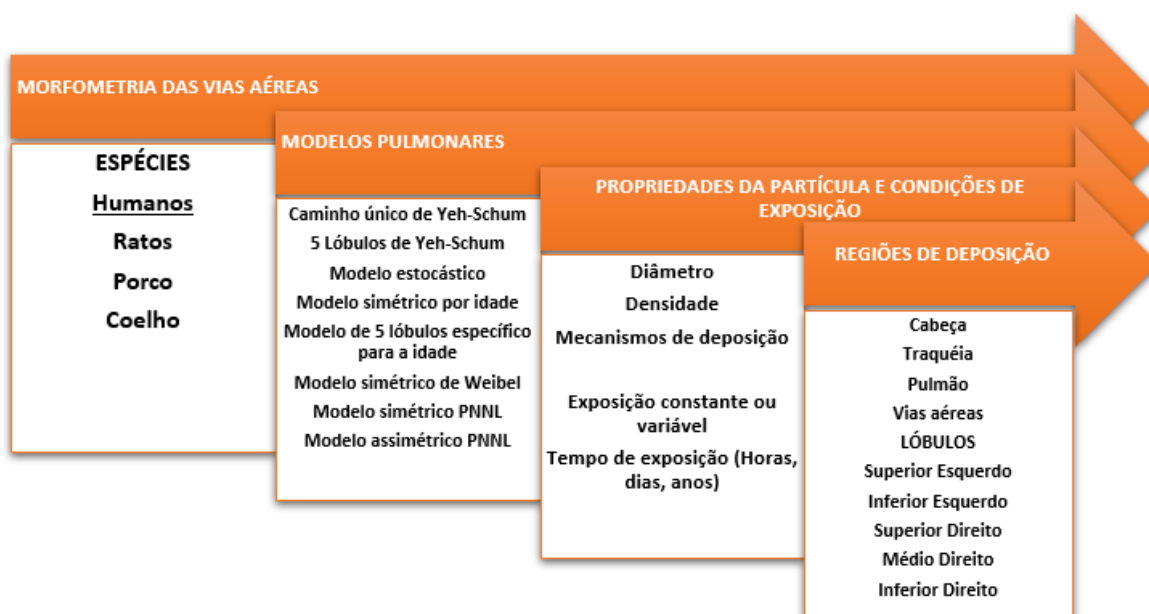 MORFOMETRIA DAS VIAS AÉREAS
ESPÉCIES
Humanos
Ratos
Porco
Coelho
MODELOS PULMONARES
Caminho único de Yeh-Schum
5 Lóbulos de Yeh-Schum
Modelo estocástico
Modelo simétrico por idade
Modelo de 5 lóbulos específico
para a idade
Modelo simétrico de Weibel
Modelo simétrico PNNL
Modelo assimétrico PNNL
PROPRIEDADES DA PARTÍCULA E CONDIÇÕES DE
EXPOSIÇÃO
Diâmetro
Densidade
Mecanismos de deposição
Exposição constante ou
variável
Tempo de exposição (Horas,
dias, anos)
REGIÕES DE DEPOSIÇÃO
Cabeça
Traquéia
Pulmão
Vias aéreas
LÓBULOS
Superior Esquerdo
Inferior Esquerdo
Superior Direito
Médio Direito
Inferior Direito